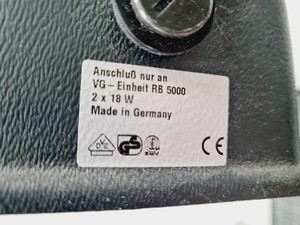 Anschluß nur an
VG-Einheit RB 5000
2 x 18 W
Made in Germany
CE